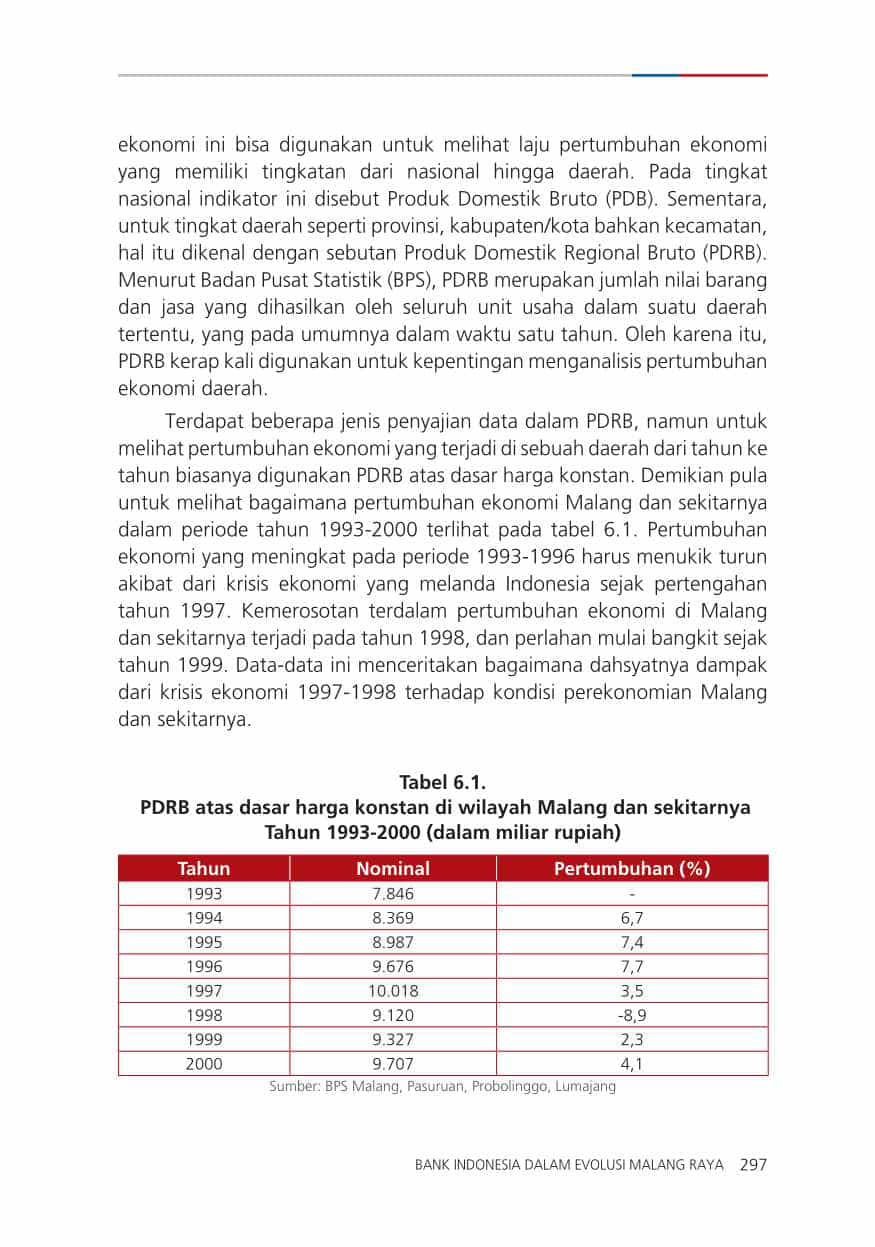 ekonomi ini bisa digunakan untuk melihat laju pertumbuhan ekonomi
yang memiliki tingkatan dari nasional hingga daerah. Pada tingkat
nasional indikator ini disebut Produk Domestik Bruto (PDB). Sementara,
untuk tingkat daerah seperti provinsi, kabupaten/kota bahkan kecamatan,
hal itu dikenal dengan sebutan Produk Domestik Regional Bruto (PDRB).
Menurut Badan Pusat Statistik (BPS), PDRB merupakan jumlah nilai barang
dan jasa yang dihasilkan oleh seluruh unit usaha dalam suatu daerah
tertentu, yang pada umumnya dalam waktu satu tahun. Oleh karena itu,
PDRB kerap kali digunakan untuk kepentingan menganalisis pertumbuhan
ekonomi daerah.
Terdapat beberapa jenis penyajian data dalam PDRB, namun untuk
melihat pertumbuhan ekonomi yang terjadi di sebuah daerah dari tahun ke
tahun biasanya digunakan PDRB atas dasar harga konstan. Demikian pula
untuk melihat bagaimana pertumbuhan ekonomi Malang dan sekitarnya
dalam periode tahun 1993-2000 terlihat pada tabel 6.1. Pertumbuhan
ekonomi yang meningkat pada periode 1993-1996 harus menukik turun
akibat dari krisis ekonomi yang melanda Indonesia sejak pertengahan
tahun 1997. Kemerosotan terdalam pertumbuhan ekonomi di Malang
dan sekitarnya terjadi pada tahun 1998, dan perlahan mulai bangkit sejak
tahun 1999. Data-data ini menceritakan bagaimana dahsyatnya dampak
dari krisis ekonomi 1997-1998 terhadap kondisi perekonomian Malang
dan sekitarnya.
Tabel 6.1.
PDRB atas dasar harga konstan di wilayah Malang dan sekitarnya
Tahun 1993-2000 (dalam miliar rupiah)
Tahun Nominal Pertumbuhan (%)
1993 7.846 -
1994 8.369 6,7
1995 8.987 7,4
1996 9.676 7,7
1997 10.018 3,5
1998 9.120 -8,9
1999 9.327 2,3
2000 9.707 4,1
Sumber: BPS Malang, Pasuruan, Probolinggo, Lumajang
BANK INDONESIA DALAM EVOLUSI MALANG RAYA 297